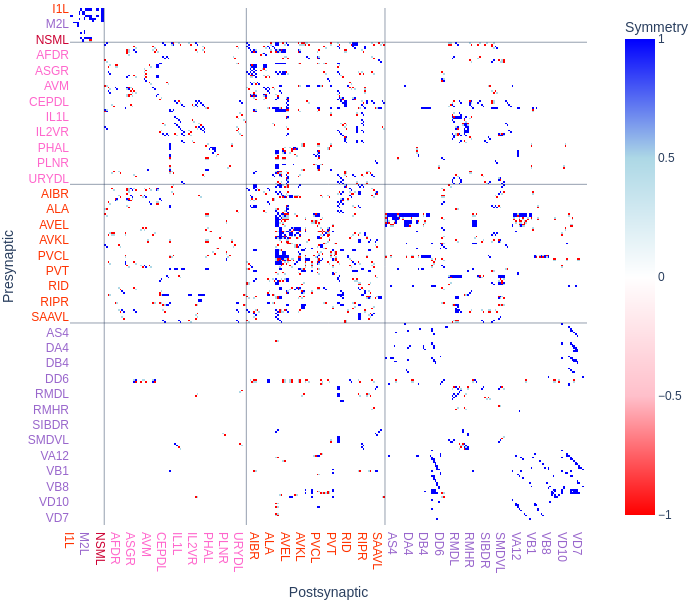 Symmetry
I1L
M2L
NSML
AFDR
ASGR
AVM
CEPDL
IL1L
IL2VR
PHAL
PLNR
URYDL
AIBR
ALA
AVEL
AVKL
PVCL
PVT
RID
RIPR
SAAVL
AS4
DA4
DB4
DD6
RMDL
RMHR
SIBDR
SMDVL
VA12
VB1
VB8
VD10
VD7
Presynaptic
I1L
M2L
NSML
AFDR
ASGR
AVM
CEPDL
IL1L
IL2VR
PHAL
PLNR
URYDL
AIBR
ALA
AVEL
AVKL
PVCL
PVT
RID
RIPR
SAAVL
AS4
DA4
DB4
DD6
RMDL
RMHR
SIBDR
SMDVL
VA12
VB1
VB8
VD10
VD7
Postsynaptic
1
0.5
0
−0.5
−1